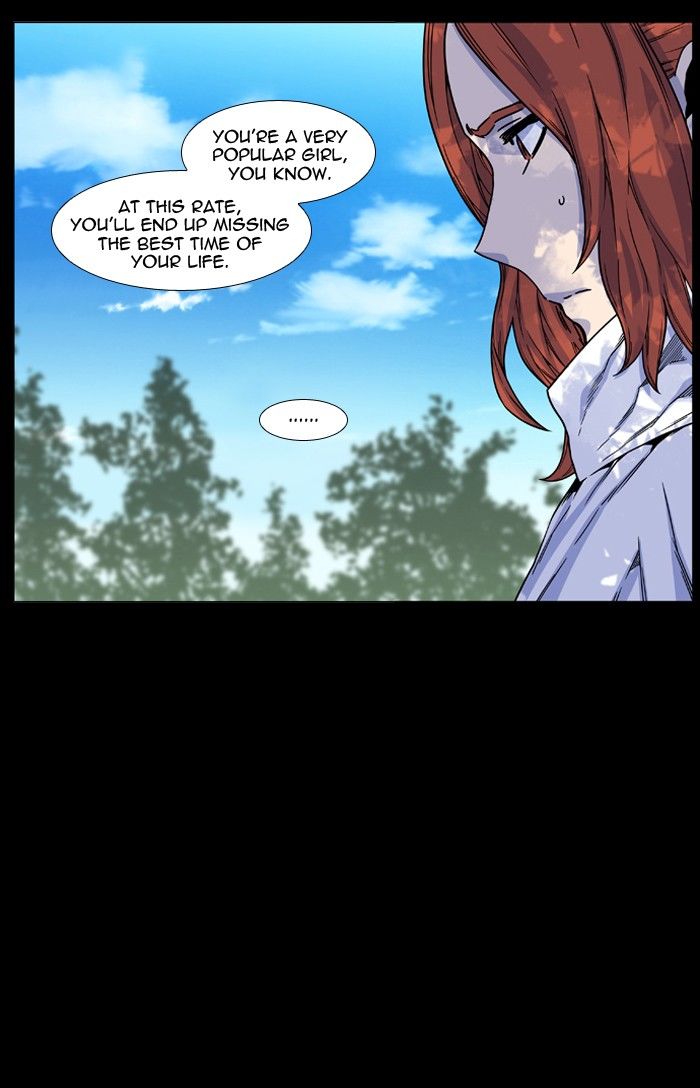 YOU'RE A VERY
POPULAR GIRL,
YOU KNOW.
AT THIS RATE,
YOU'LL END UP MISSING
THE BEST TIME OF
YOUR LIFE.
......